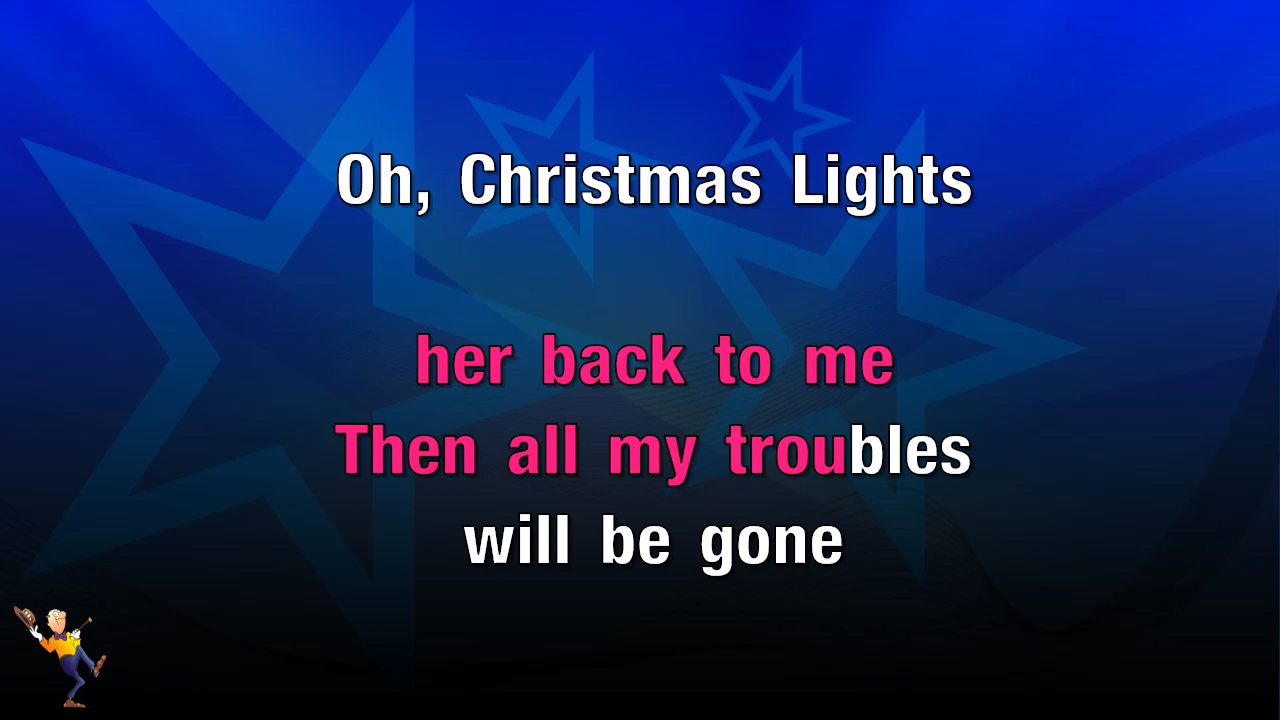 Oh, Christmas Lights
her back to me
Then all my troubles
will be gone